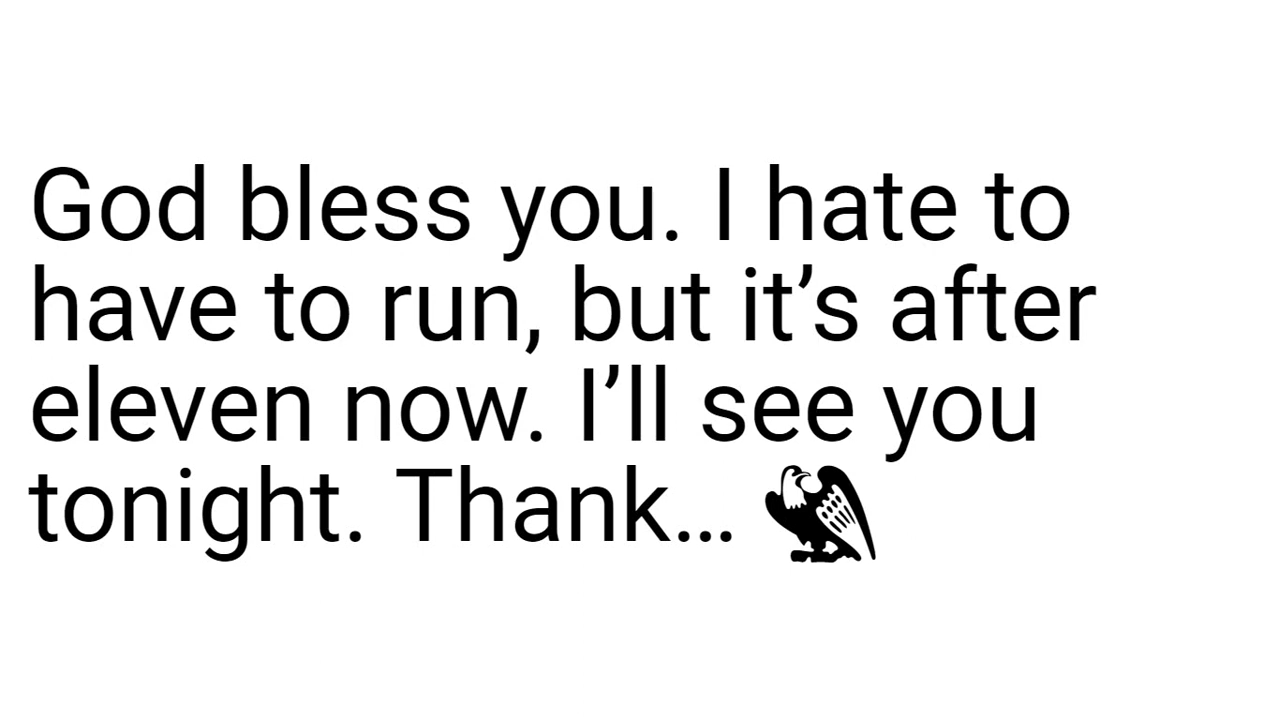 God bless you. I hate to
have to run, but it’s after
eleven now. I’ll see you
tonight. Thank… 🦅